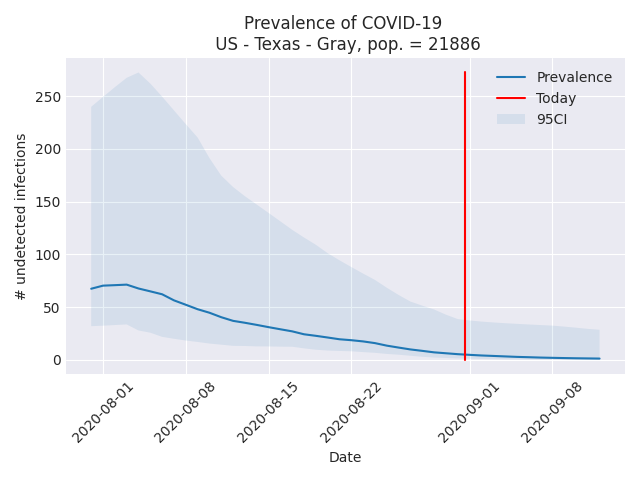 Prevalence of COVID-19
US - Texas - Gray, pop. = 21886
Prevalence
Today
95CI
250
200
150
100
50
0
# undetected infections
2020-08-01
2020-08-08
2020-08-15
2020-08-22
2020-09-01
2020-09-08
Date